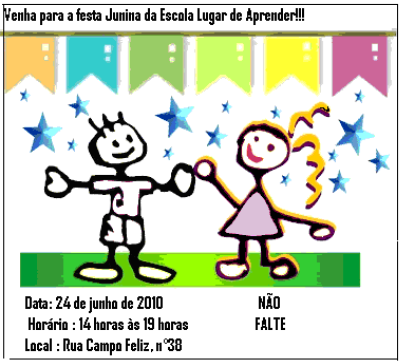 Venha para a festa Junina da Escola Lugar de Aprender!!!
Data: 24 de junho de 2010 NÃO
Horário : 14 horas às 19 horas FALTE
Local : Rua Campo Feliz, n°38